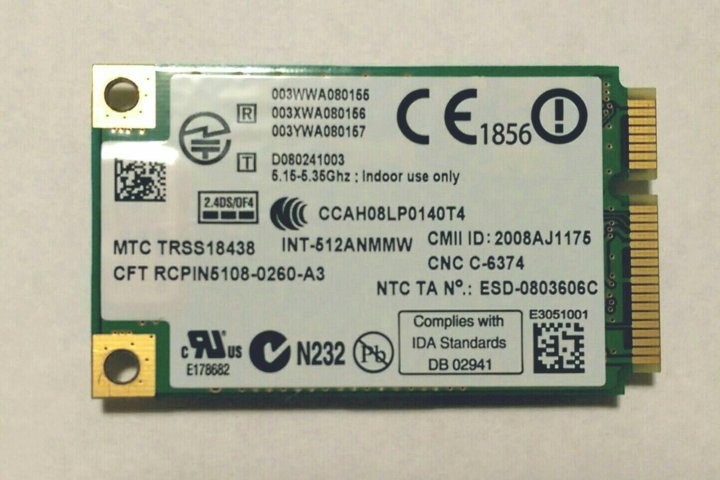 003WWA080155
R 003XWA080156
003YWA080157
T D080241003
5.15-5.35Ghz : Indoor use only
CE 1856
2.4DS/OF4
CCAH08LP0140T4
MTC TRSS18438
INT-512ANMMW
CMII ID: 2008AJ1175
CFT RCPIN5108-0260-A3
CNC C-6374
NTC TA Nº.: ESD-0803606C
c RU US
E178682
N232
Pb
Complies with
IDA Standards
DB 02941
E3051001